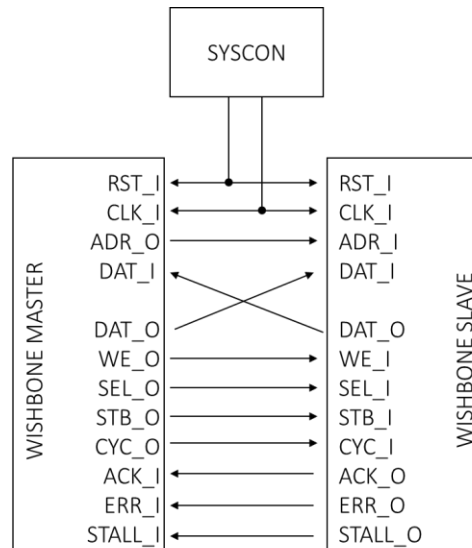 SYSCON
WISHBONE MASTER
RST_I
CLK_I
ADR_O
DAT_I
DAT_O
WE_O
SEL_O
STB_O
CYC_O
ACK_I
ERR_I
STALL_I
RST_I
CLK_I
ADR_I
DAT_I
DAT_O
WE_I
SEL_I
STB_I
CYC_I
ACK_O
ERR_O
STALL_O
WISHBONE SLAVE